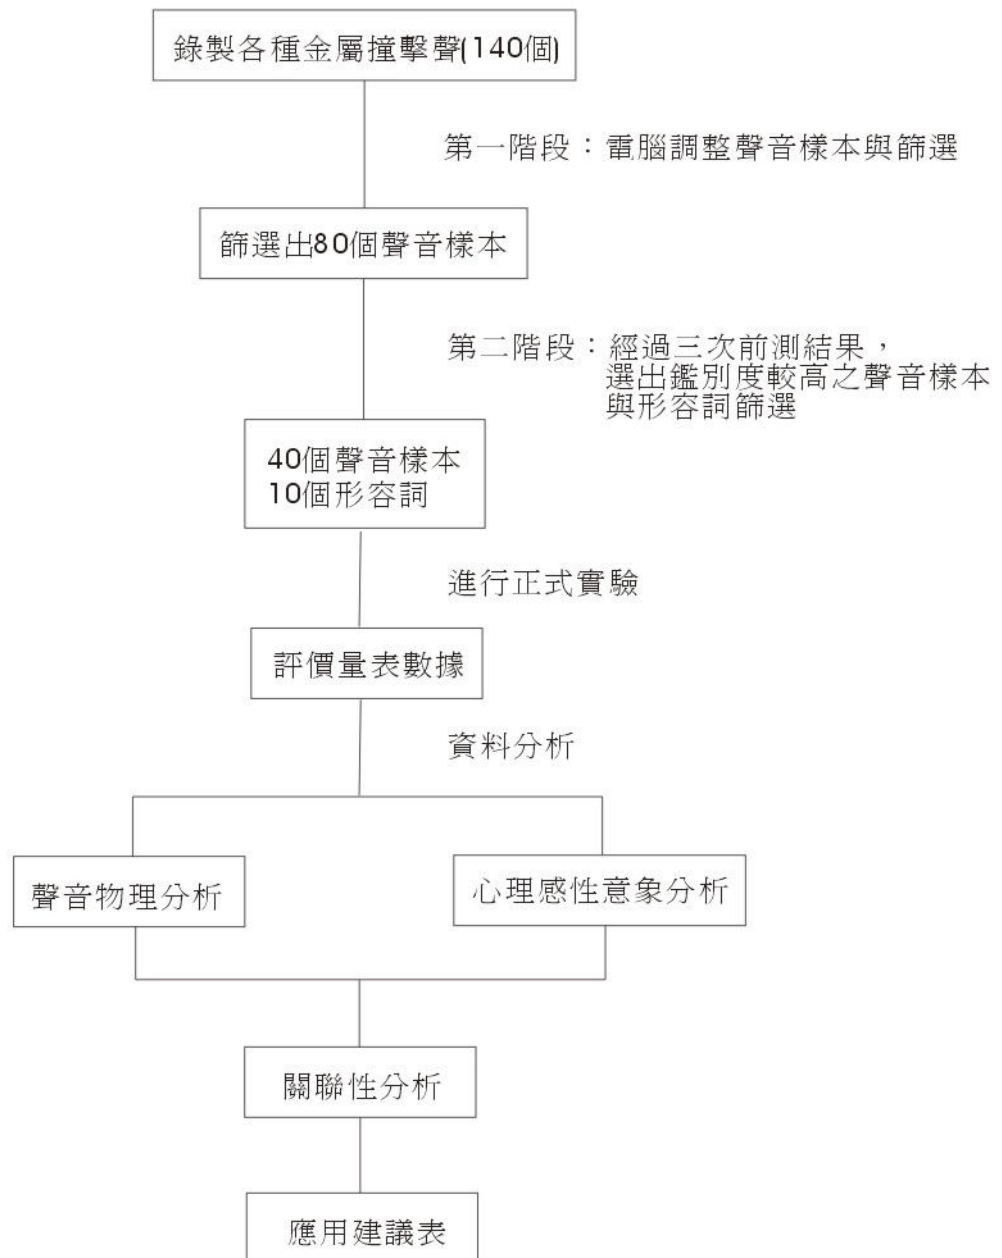 錄製各種金屬撞擊聲(140個)
第一階段：電腦調整聲音樣本與篩選
篩選出80個聲音樣本
第二階段：經過三次前測結果，
選出鑑別度較高之聲音樣本
與形容詞篩選
40個聲音樣本
10個形容詞
進行正式實驗
評價量表數據
資料分析
聲音物理分析
心理感性意象分析
關聯性分析
應用建議表